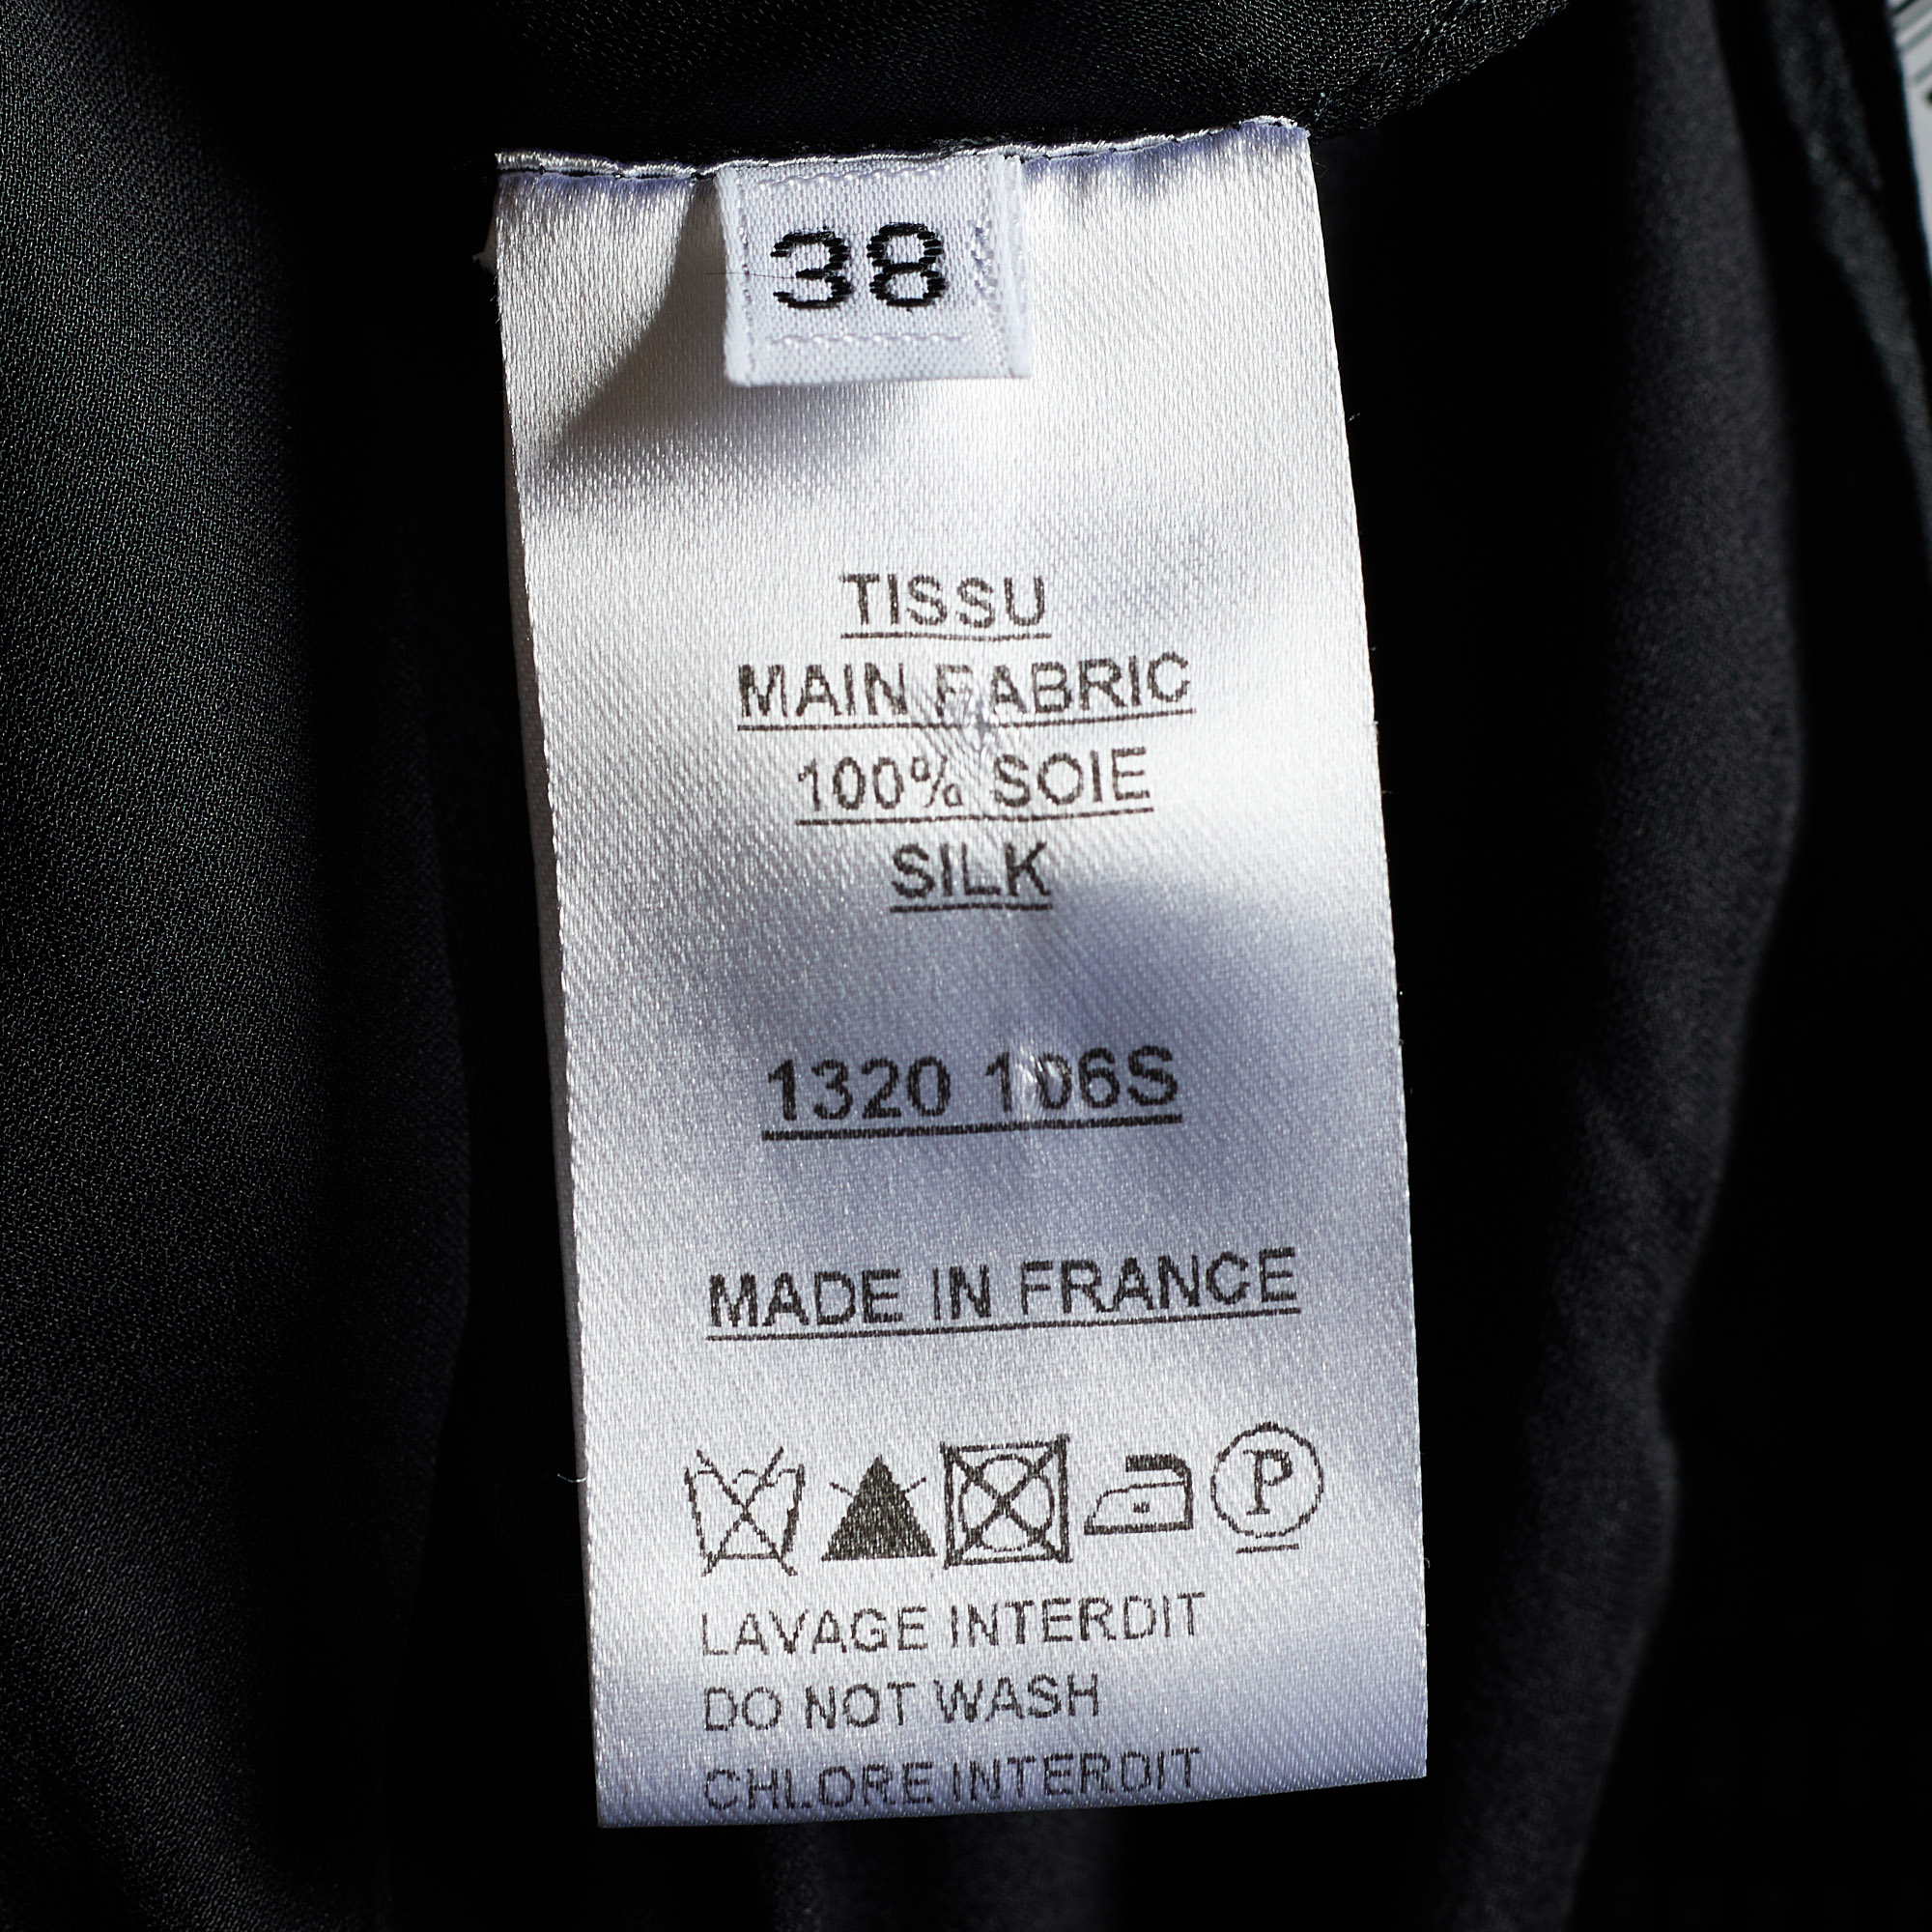 38
TISSU
MAIN FABRIC
100% SOIE
SILK
1320 106S
MADE IN FRANCE
P
LAVAGE INTERDIT
DO NOT WASH
CHLORE INTERDIT